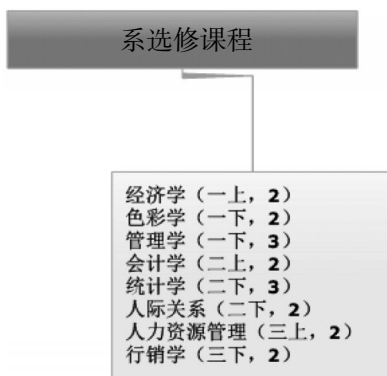 系选修课程
经济学（一上，2）
色彩学（一下，2）
管理学（一下，3）
会计学（二上，2）
统计学（二下，3）
人际关系（二下，2）
人力资源管理（三上，2）
行销学（三下，2）